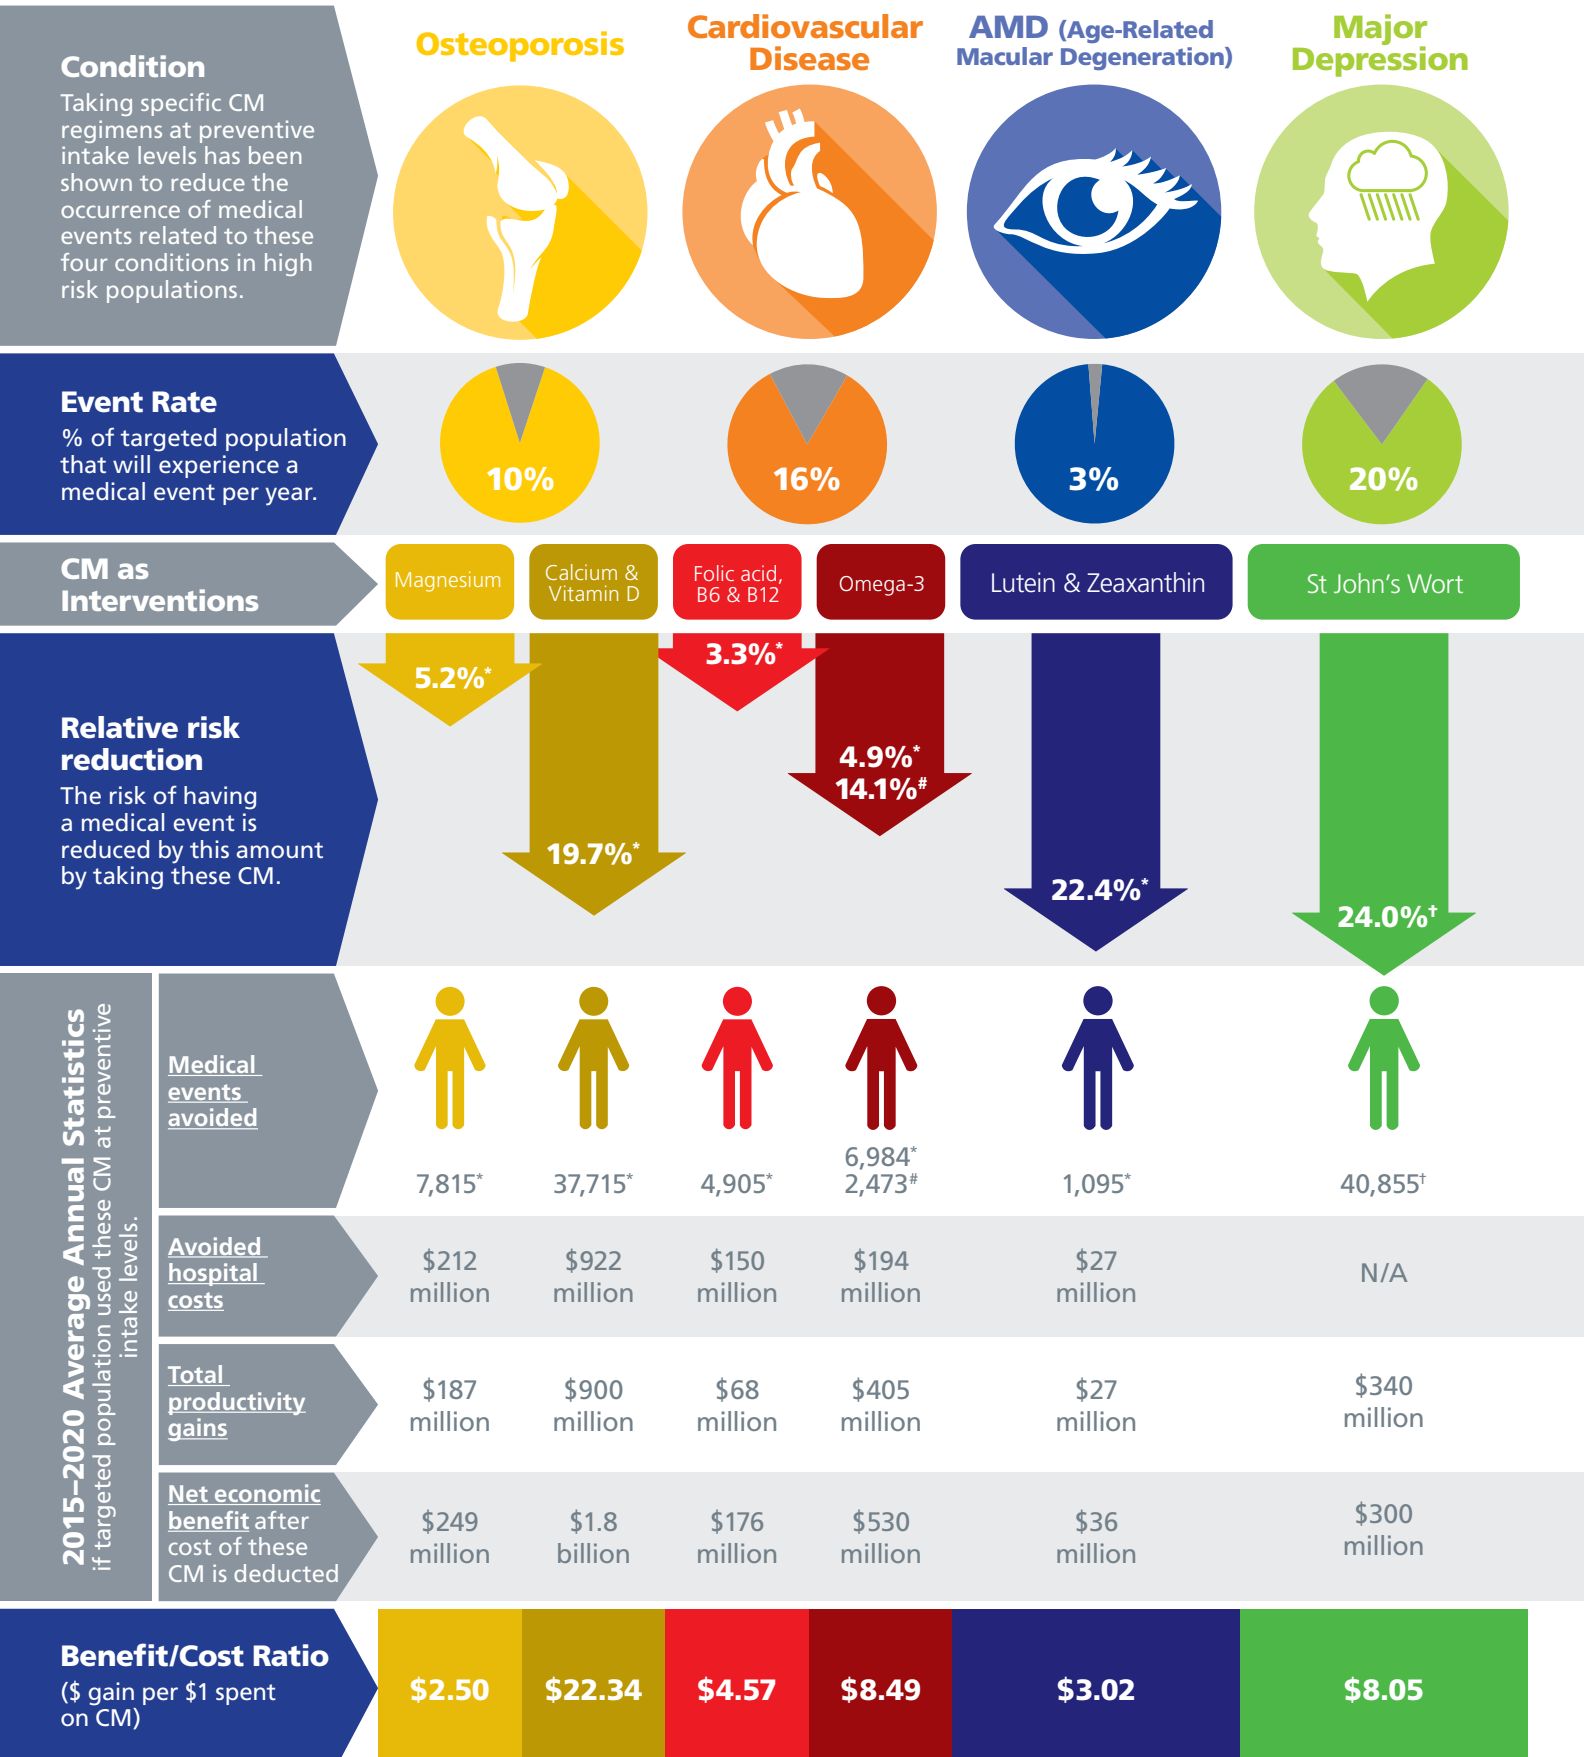 Condition
Taking specific CM
regimens at preventive
intake levels has been
shown to reduce the
occurrence of medical
events related to these
four conditions in high
risk populations.
Osteoporosis
Cardiovascular
Disease
AMD (Age-Related
Macular Degeneration)
Major
Depression
Event Rate
% of targeted population
that will experience a
medical event per year.
10%
16%
3%
20%
CM as
Interventions
Magnesium
Calcium &
Vitamin D
Folic acid,
B6 & B12
Omega-3
Lutein & Zeaxanthin
St John's Wort
Relative risk
reduction
The risk of having
a medical event is
reduced by this amount
by taking these CM.
5.2%*
19.7%*
3.3%*
4.9%*
14.1%#
22.4%*
24.0%†
2015–2020 Average Annual Statistics
if targeted population used these CM at preventive
intake levels.
Medical
events
avoided
7,815*
37,715*
4,905*
6,984*
2,473#
1,095*
40,855†
Avoided
hospital
costs
$212
million
$922
million
$150
million
$194
million
$27
million
N/A
Total
productivity
gains
$187
million
$900
million
$68
million
$405
million
$27
million
$340
million
Net economic
benefit after
cost of these
CM is deducted
$249
million
$1.8
billion
$176
million
$530
million
$36
million
$300
million
Benefit/Cost Ratio
($ gain per $1 spent
on CM)
$2.50
$22.34
$4.57
$8.49
$3.02
$8.05